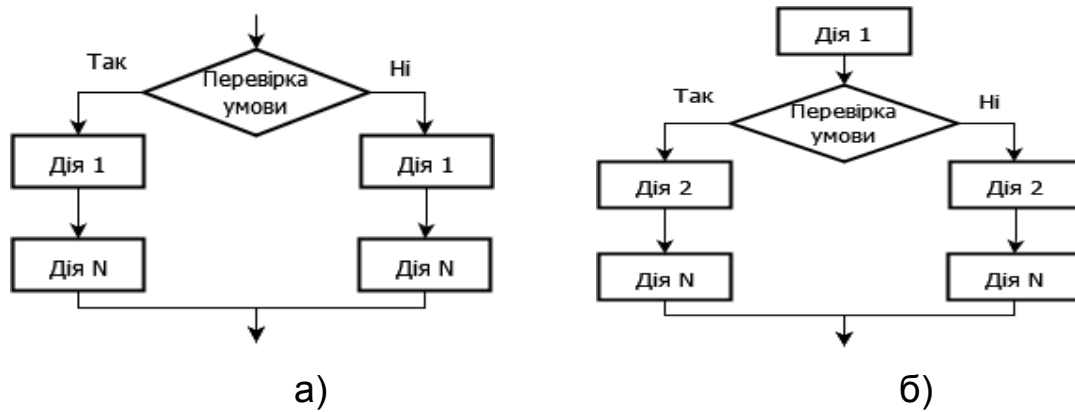 Так
Перевірка
умови
Ні
Дія 1
Дія 1
Дія N
Дія N
а)
Дія 1
Так
Перевірка
умови
Ні
Дія 2
Дія 2
Дія N
Дія N
б)